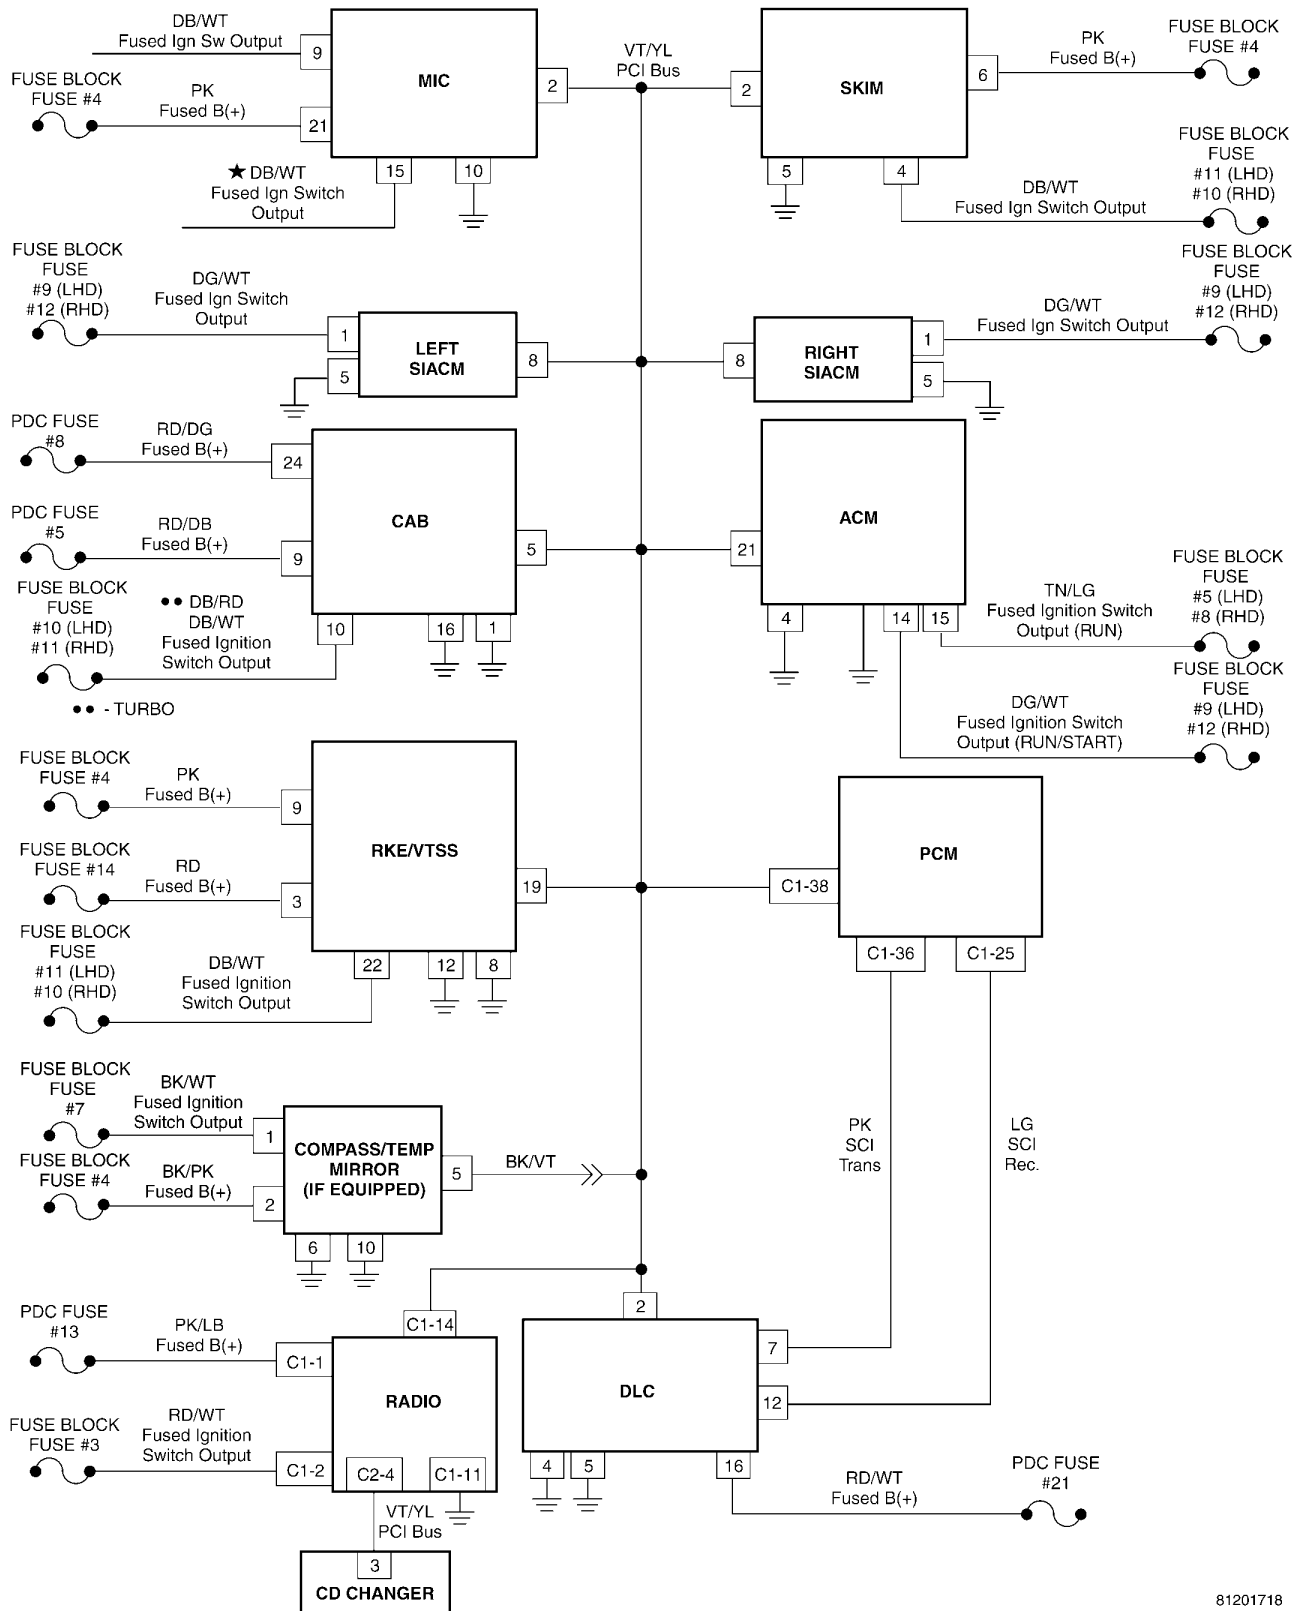 DB/WT
Fused Ign Sw Output
9
FUSE BLOCK
FUSE #4
PK
Fused B(+)
21
MIC
2
★ DB/WT
Fused Ign Switch
Output
15
10
VT/YL
PCI Bus
2
SKIM
6
PK
Fused B(+)
FUSE BLOCK
FUSE #4
5
4
DB/WT
Fused Ign Switch Output
FUSE BLOCK
FUSE
#11 (LHD)
#10 (RHD)
FUSE BLOCK
FUSE
#9 (LHD)
#12 (RHD)
DG/WT
Fused Ign Switch
Output
1
5
LEFT
SIACM
8
8
RIGHT
SIACM
1
5
DG/WT
Fused Ign Switch Output
FUSE BLOCK
FUSE
#9 (LHD)
#12 (RHD)
PDC FUSE
#8
RD/DG
Fused B(+)
24
PDC FUSE
#5
RD/DB
Fused B(+)
9
CAB
5
FUSE BLOCK
FUSE
#10 (LHD)
#11 (RHD)
•• DB/RD
DB/WT
Fused Ignition
Switch Output
10
16
1
•• - TURBO
21
ACM
4
14
15
TN/LG
Fused Ignition Switch
Output (RUN)
FUSE BLOCK
FUSE
#5 (LHD)
#8 (RHD)
DG/WT
Fused Ignition Switch
Output (RUN/START)
FUSE BLOCK
FUSE
#9 (LHD)
#12 (RHD)
FUSE BLOCK
FUSE #4
PK
Fused B(+)
9
FUSE BLOCK
FUSE #14
RD
Fused B(+)
3
RKE/VTSS
19
FUSE BLOCK
FUSE
#11 (LHD)
#10 (RHD)
DB/WT
Fused Ignition
Switch Output
22
12
8
C1-38
PCM
C1-36
C1-25
PK
SCI
Trans
LG
SCI
Rec.
FUSE BLOCK
FUSE
#7
BK/WT
Fused Ignition
Switch Output
1
FUSE BLOCK
FUSE #4
BK/PK
Fused B(+)
2
COMPASS/TEMP
MIRROR
(IF EQUIPPED)
5
BK/VT
6
10
PDC FUSE
#13
PK/LB
Fused B(+)
C1-1
C1-14
RADIO
FUSE BLOCK
FUSE #3
RD/WT
Fused Ignition
Switch Output
C1-2
C2-4
C1-11
VT/YL
PCI Bus
3
CD CHANGER
2
DLC
7
12
4
5
16
RD/WT
Fused B(+)
PDC FUSE
#21
81201718